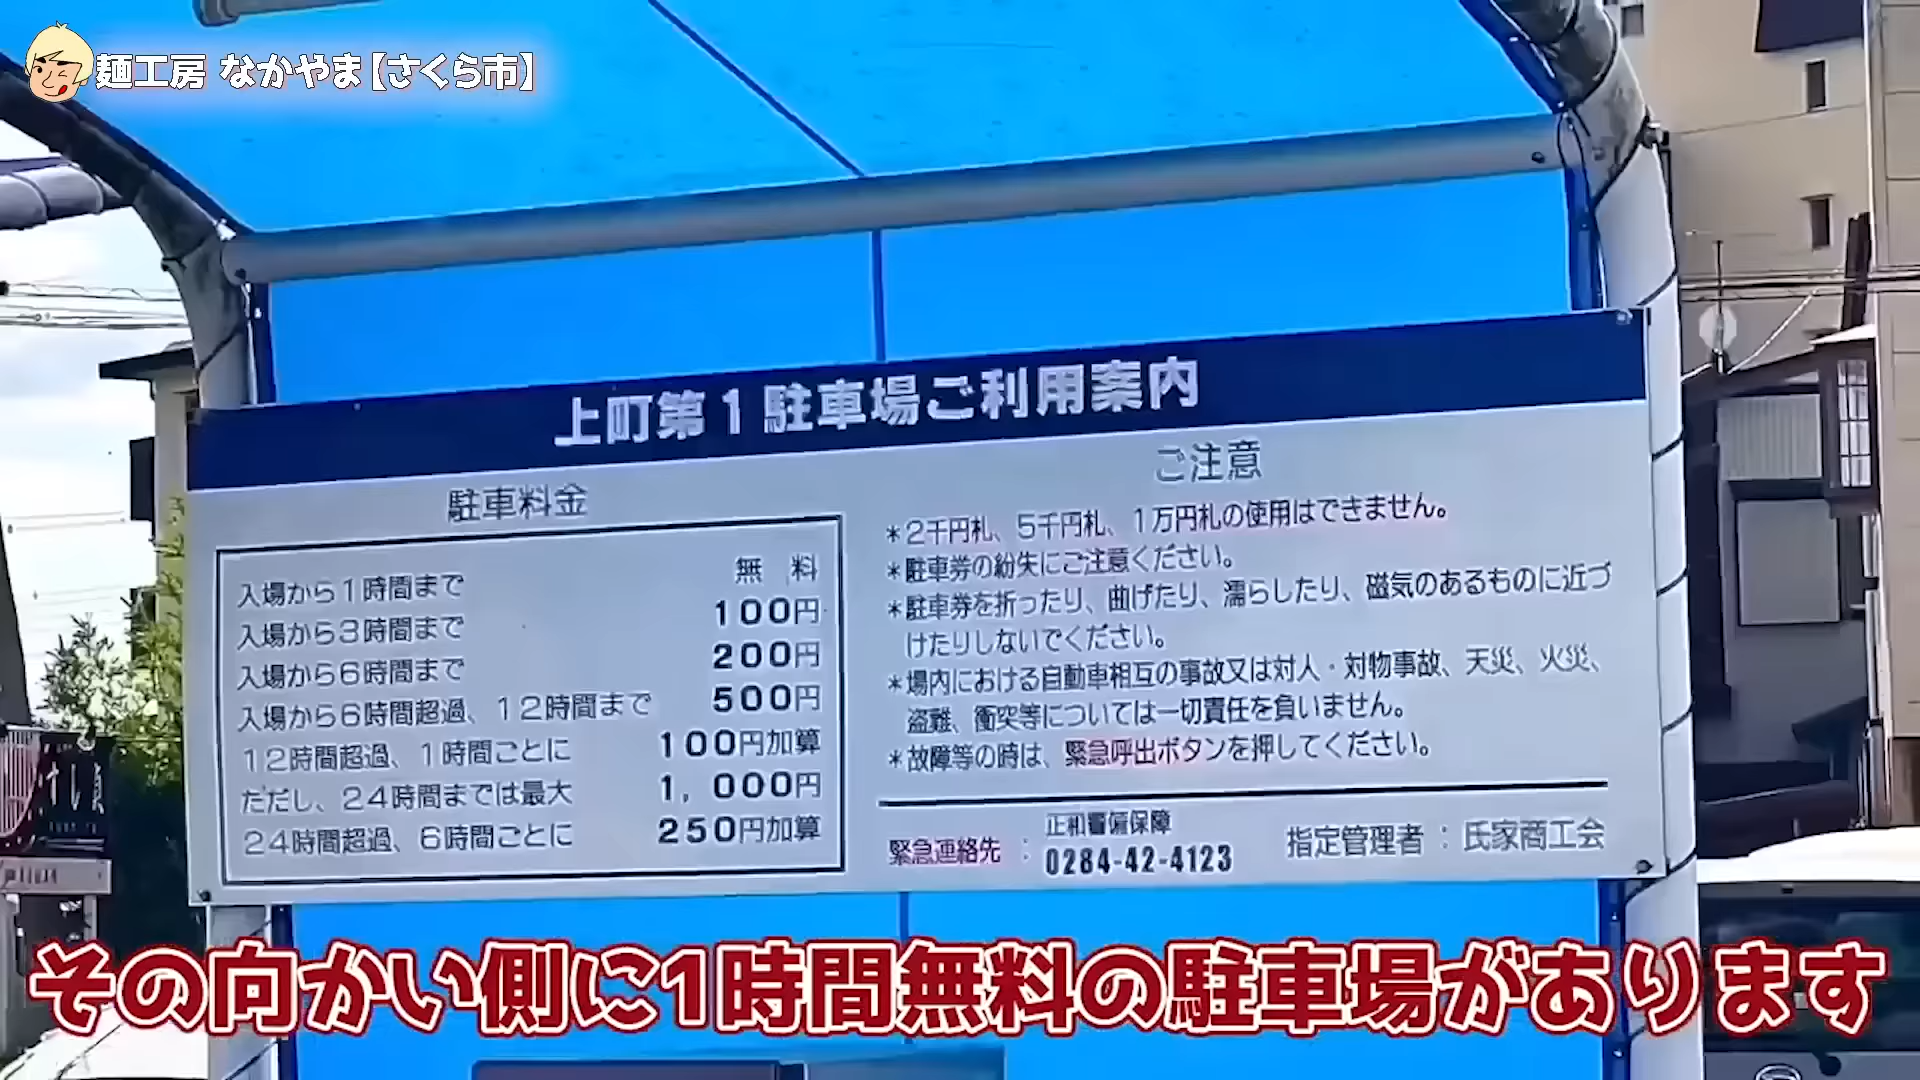 麺工房 なかやま【さくら市】
上町第1駐車場ご利用案内
駐車料金
入場から1時間まで 無 料
入場から3時間まで 100円
入場から6時間まで 200円
入場から6時間超過、12時間まで 500円
12時間超過、1時間ごとに 100円加算
ただし、24時間までは最大 1,000円
24時間超過、6時間ごとに 250円加算
ご注意
*2千円札、5千円札、1万円札の使用はできません。
*駐車券の紛失にご注意ください。
*駐車券を折ったり、曲げたり、濡らしたり、磁気のあるものに近づ
けたりしないでください。
*場内における自動車相互の事故又は対人・対物事故、天災、火災、
盗難、衝突等については一切責任を負いません。
*故障等の時は、緊急呼出ボタンを押してください。
緊急連絡先 : 正和警備保障
0284-42-4123
指定管理者 : 氏家商工会
その向かい側に1時間無料の駐車場があります